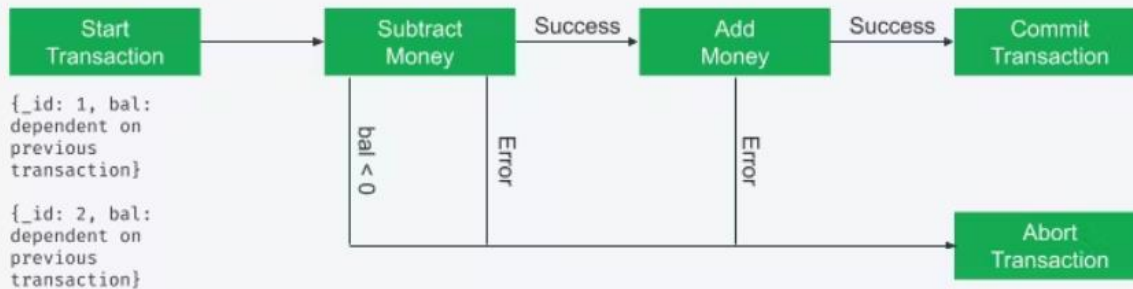 Start
Transaction
Subtract
Money
Success
Add
Money
Success
Commit
Transaction
{_id: 1, bal:
dependent on
previous
transaction}
{_id: 2, bal:
dependent on
previous
transaction}
bal < 0
Error
Error
Abort
Transaction